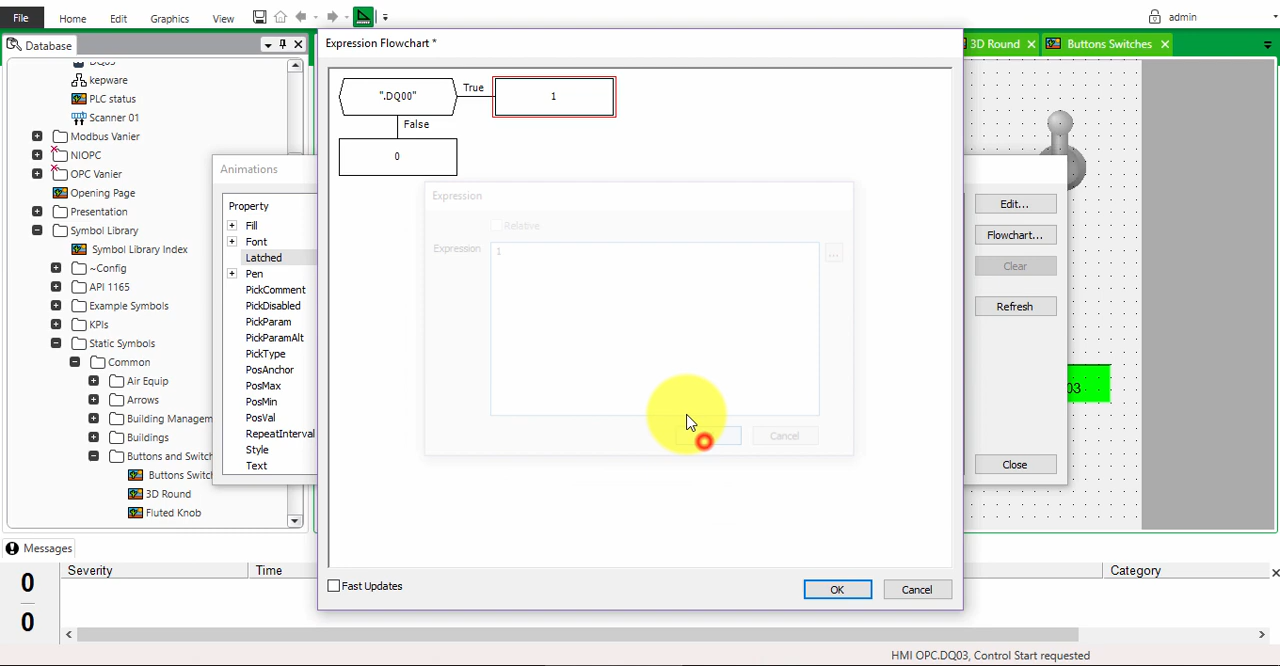 File Home Edit Graphics View admin
Database
DQ03
kepware
PLC status
Scanner 01
Modbus Vanier
NIOPC
OPC Vanier
Opening Page
Presentation
Symbol Library
Symbol Library Index
~Config
API 1165
Example Symbols
KPIs
Static Symbols
Common
Air Equip
Arrows
Building Managem
Buildings
Buttons and Switch
Buttons Switch
3D Round
Fluted Knob
Animations
Property
Fill
Font
Latched
Pen
PickComment
PickDisabled
PickParam
PickParamAlt
PickType
PosAnchor
PosMax
PosMin
PosVal
RepeatInterval
Style
Text
Expression Flowchart *
".DQ00" True 1
False
0
Expression
Relative
Expression 1 ...
Cancel
Fast Updates
OK Cancel
3D Round Buttons Switches
Edit...
Flowchart...
Clear
Refresh
03
Close
Messages
0
0
Severity Time Category
HMI OPC.DQ03, Control Start requested